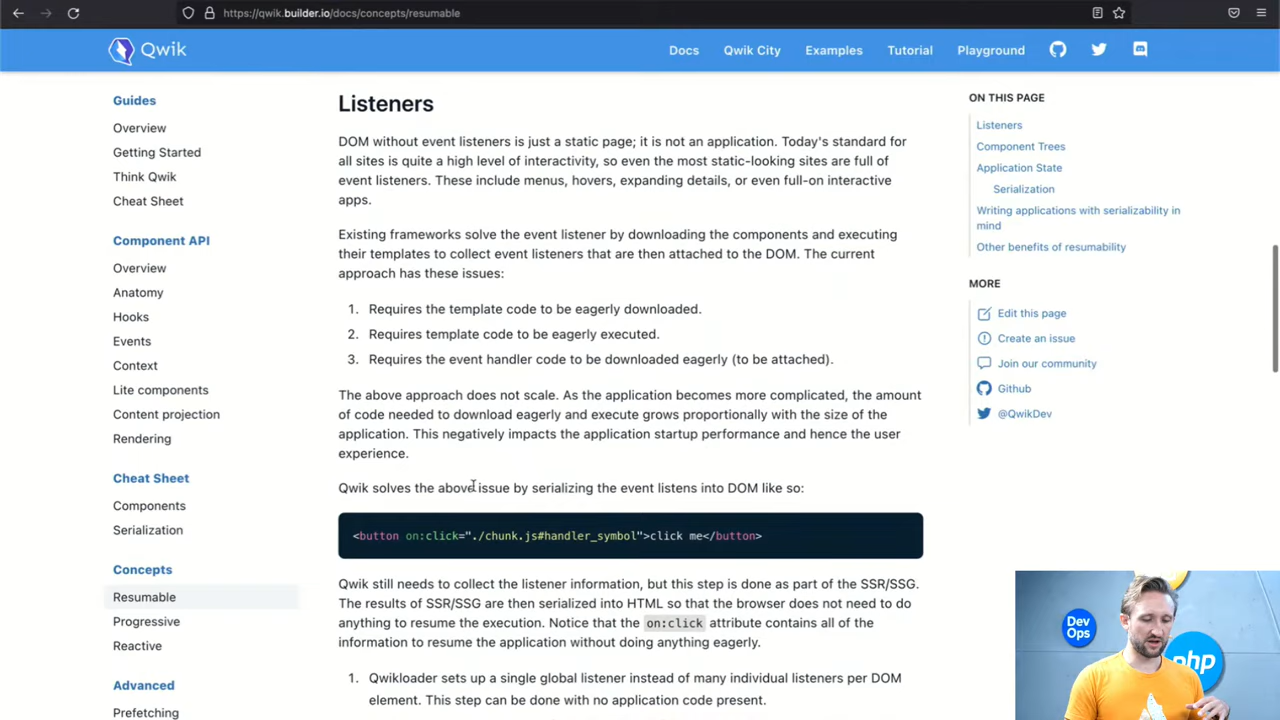 https://qwik.builder.io/docs/concepts/resumable
Qwik
Docs
Qwik City
Examples
Tutorial
Playground
Guides
Overview
Getting Started
Think Qwik
Cheat Sheet
Component API
Overview
Anatomy
Hooks
Events
Context
Lite components
Content projection
Rendering
Cheat Sheet
Components
Serialization
Concepts
Resumable
Progressive
Reactive
Advanced
Prefetching
Listeners
DOM without event listeners is just a static page; it is not an application. Today's standard for
all sites is quite a high level of interactivity, so even the most static-looking sites are full of
event listeners. These include menus, hovers, expanding details, or even full-on interactive
apps.
Existing frameworks solve the event listener by downloading the components and executing
their templates to collect event listeners that are then attached to the DOM. The current
approach has these issues:
1. Requires the template code to be eagerly downloaded.
2. Requires template code to be eagerly executed.
3. Requires the event handler code to be downloaded eagerly (to be attached).
The above approach does not scale. As the application becomes more complicated, the amount
of code needed to download eagerly and execute grows proportionally with the size of the
application. This negatively impacts the application startup performance and hence the user
experience.
Qwik solves the above issue by serializing the event listens into DOM like so:
<button on:click="./chunk.js#handler_symbol">click me</button>
Qwik still needs to collect the listener information, but this step is done as part of the SSR/SSG.
The results of SSR/SSG are then serialized into HTML so that the browser does not need to do
anything to resume the execution. Notice that the on:click attribute contains all of the
information to resume the application without doing anything eagerly.
1. Qwikloader sets up a single global listener instead of many individual listeners per DOM
element. This step can be done with no application code present.
ON THIS PAGE
Listeners
Component Trees
Application State
Serialization
Writing applications with serializability in
mind
Other benefits of resumability
MORE
Edit this page
Create an issue
Join our community
Github
@QwikDev
Dev
Ops
php